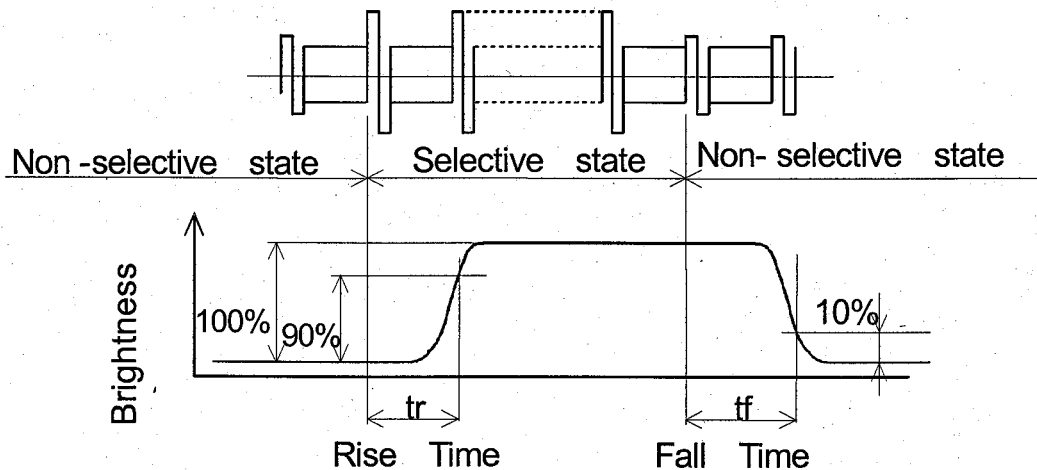 Non-selective state Selective state Non-selective state
Brightness
100% 90% 10%
tr tf
Rise Time Fall Time